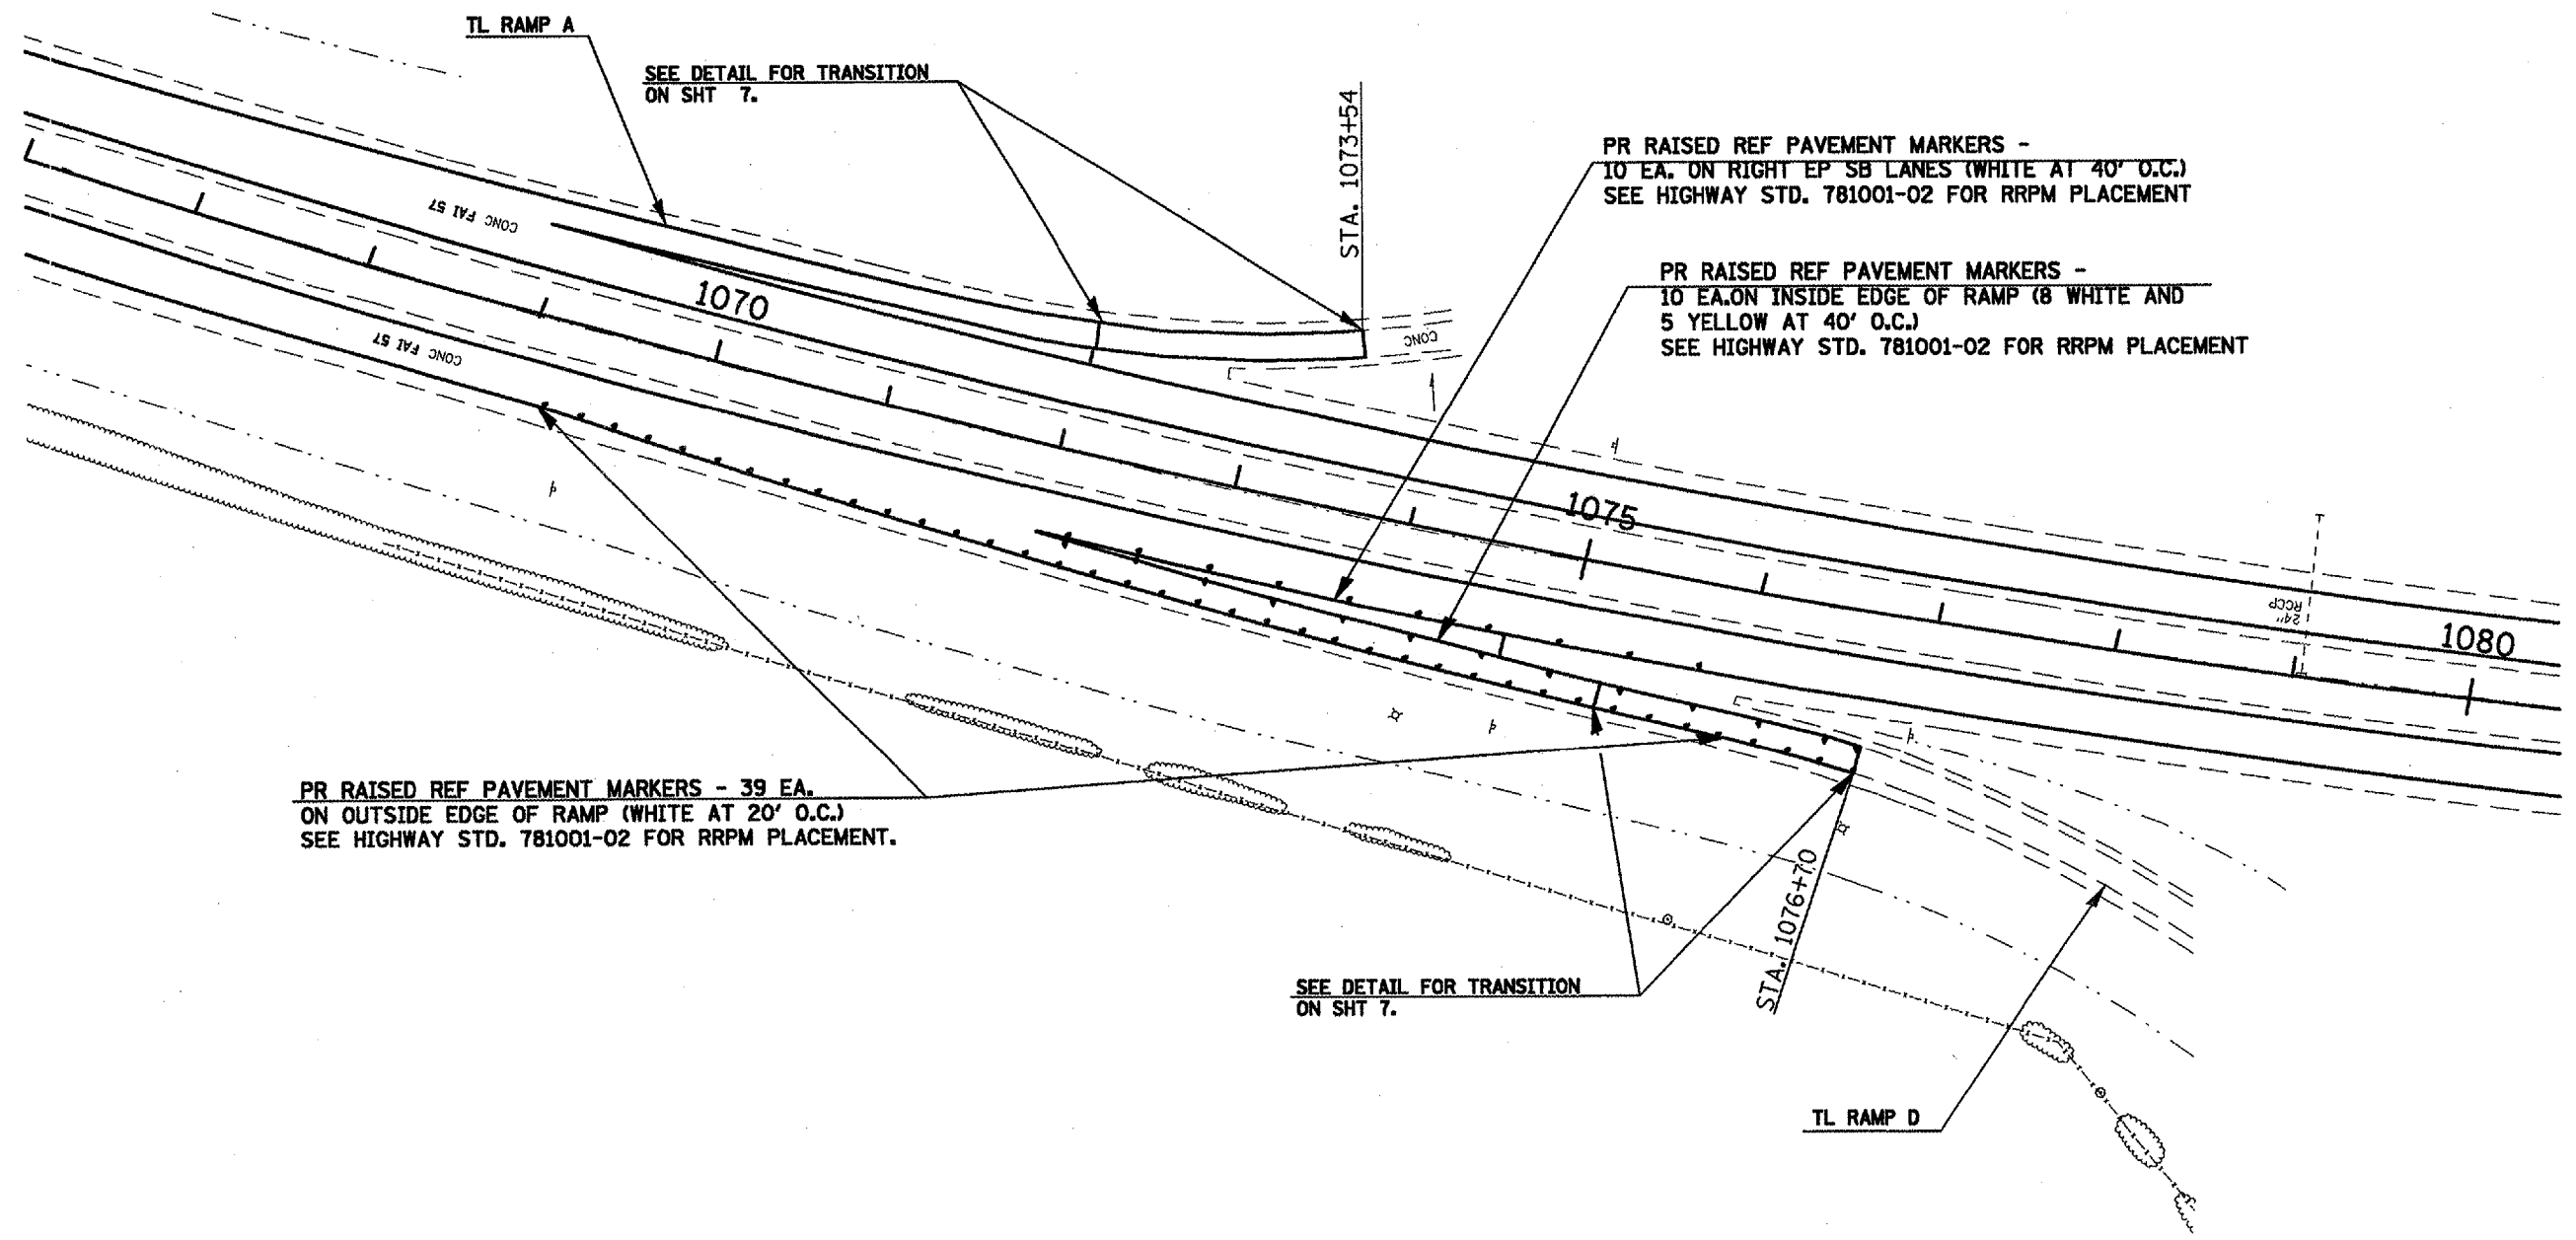 TL RAMP A
SEE DETAIL FOR TRANSITION
ON SHT 7.
STA. 1073+54
PR RAISED REF PAVEMENT MARKERS -
10 EA. ON RIGHT EP SB LANES (WHITE AT 40' O.C.)
SEE HIGHWAY STD. 781001-02 FOR RRPM PLACEMENT
PR RAISED REF PAVEMENT MARKERS -
10 EA.ON INSIDE EDGE OF RAMP (8 WHITE AND
5 YELLOW AT 40' O.C.)
SEE HIGHWAY STD. 781001-02 FOR RRPM PLACEMENT
CONC FAI 57
1070
CONC
CONC FAI 57
1075
24" RCCP
1080
PR RAISED REF PAVEMENT MARKERS - 39 EA.
ON OUTSIDE EDGE OF RAMP (WHITE AT 20' O.C.)
SEE HIGHWAY STD. 781001-02 FOR RRPM PLACEMENT.
STA. 1076+70
SEE DETAIL FOR TRANSITION
ON SHT 7.
TL RAMP D